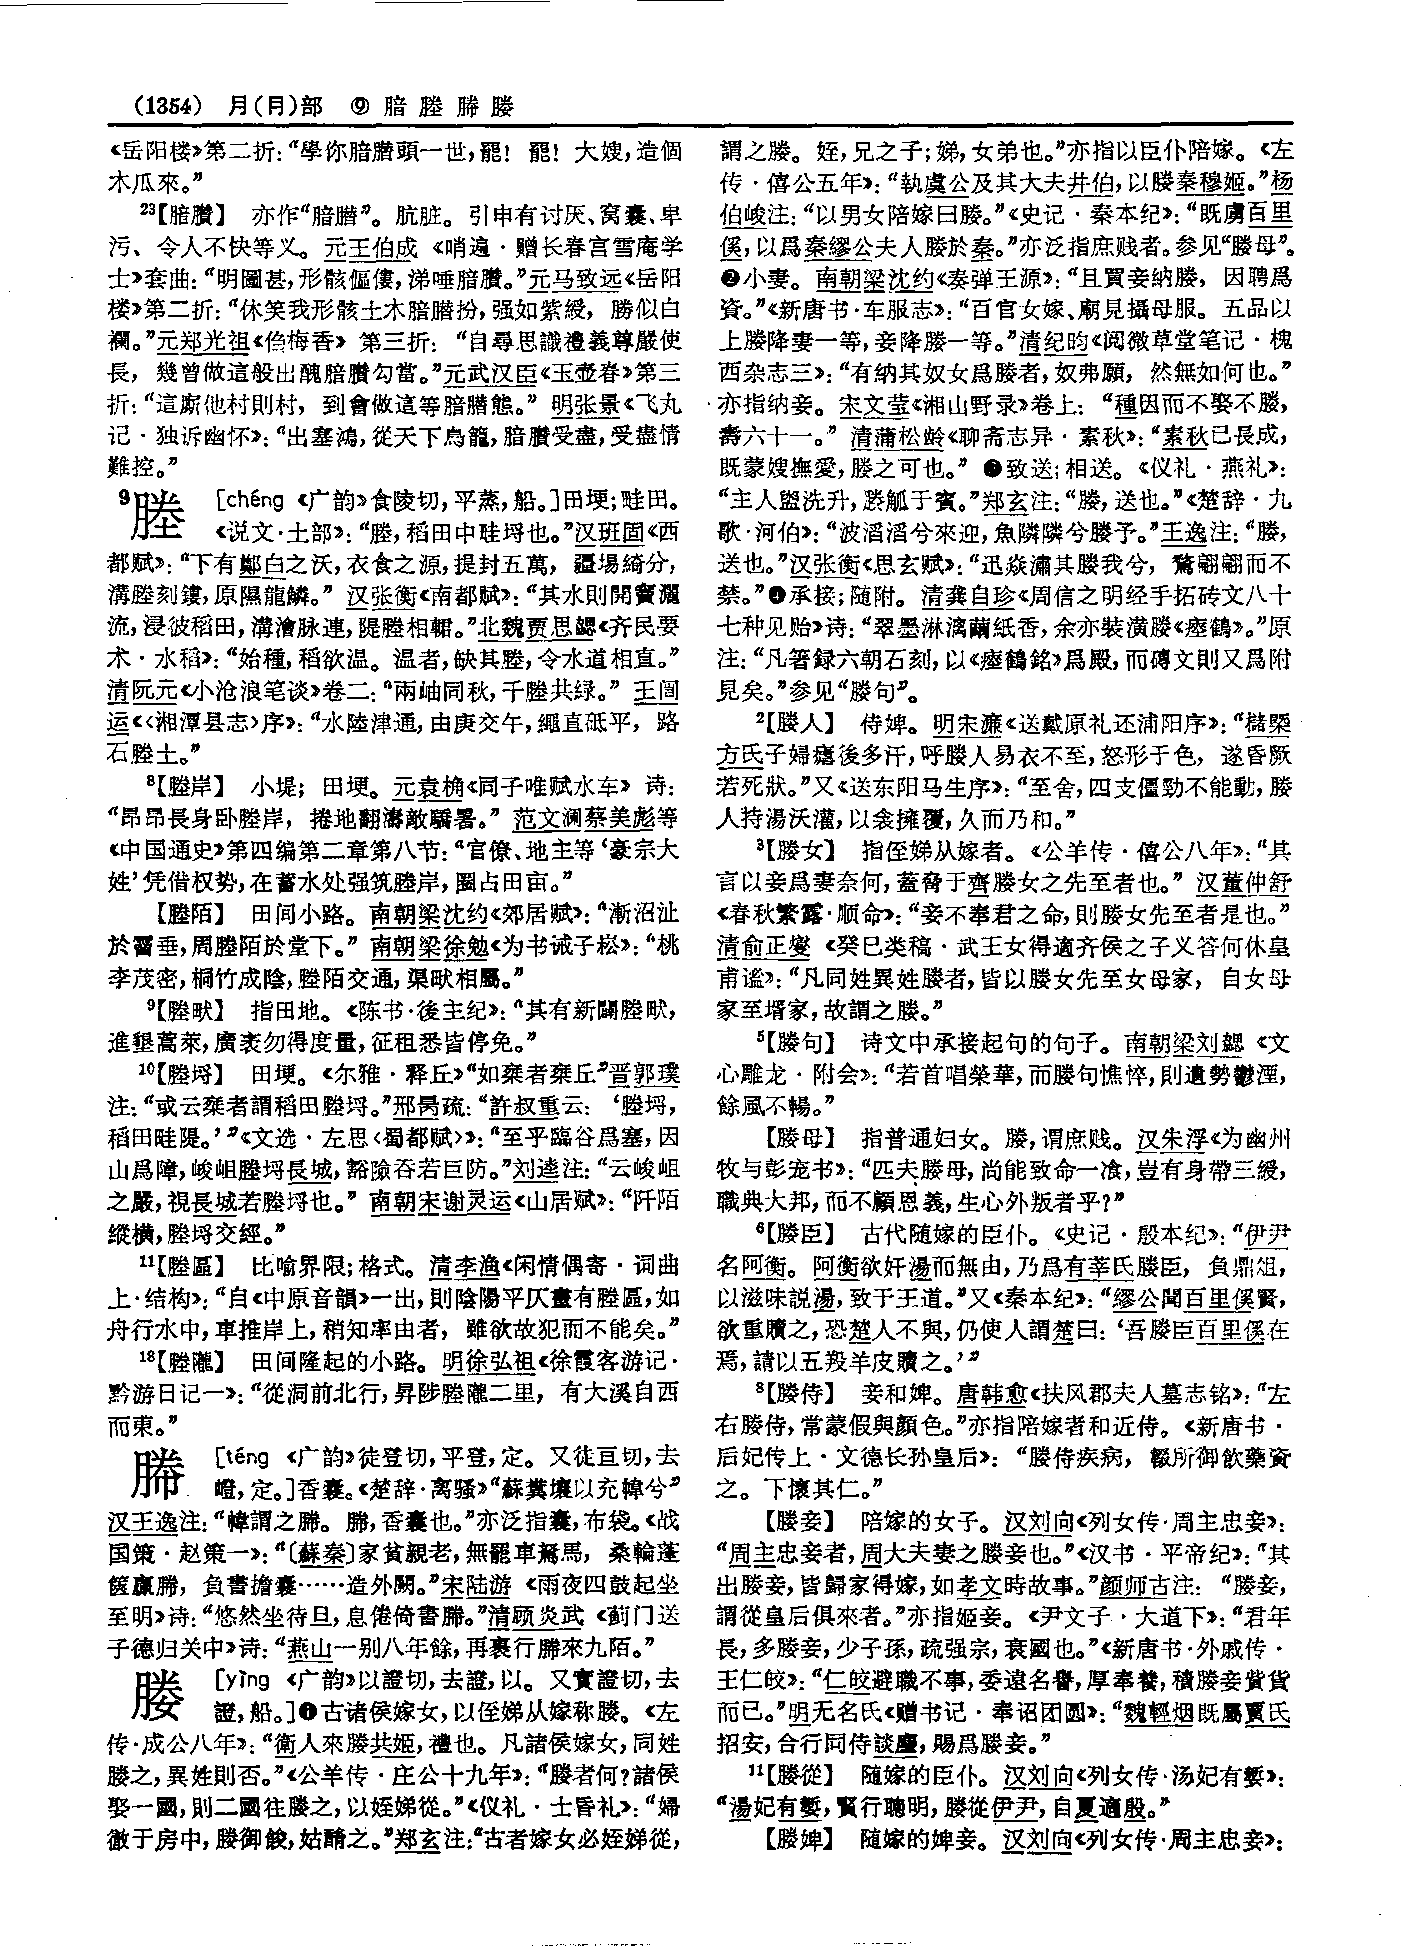 (1354) 月(⺝)部 ⑨ 腤 塍 幐 媵
《岳阳楼》第二折：“學你腤臢頭一世，罷！罷！大嫂，造個
木瓜來。”
23【腤臢】 亦作“腤臜”。肮脏。引申有讨厌、窝囊、卑
污、令人不快等义。元王伯成《哨遍·赠长春宫雪庵学
士》套曲：“明圖甚，形骸傴僂，涕唾腤臢。”元马致远《岳阳
楼》第二折：“休笑我形骸土木腤臢扮，强如紫綬，勝似白
襴。”元郑光祖《㑇梅香》第三折：“自尋思識禮義尊嚴使
長，幾曾做這般出醜腤臢勾當。”元武汉臣《玉壶春》第三
折：“這廝他村則村，到會做這等腤臢態。”明张景《飞丸
记·独诉幽怀》：“出塞鴻，從天下鳥籠，腤臢受盡，受盡情
難控。”
9塍 [chéng《广韵》食陵切，平蒸，船。]田埂；畦田。
《说文·土部》：“塍，稻田中畦埒也。”汉班固《西
都赋》：“下有鄭白之沃，衣食之源，提封五萬，疆埸綺分，
溝塍刻鏤，原隰龍鱗。”汉张衡《南都赋》：“其水則開竇灑
流，浸彼稻田，溝澮脉連，隄塍相輑。”北魏贾思勰《齐民要
术·水稻》：“始種，稻欲温。温者，缺其塍，令水道相直。”
清阮元《小沧浪笔谈》卷二：“兩岫同秋，千塍共緑。”王闿
运《〈湘潭县志〉序》：“水陸津通，由庚交午，繩直砥平，路
石塍土。”
8【塍岸】 小堤；田埂。元袁桷《同子唯赋水车》诗：
“昂昂長身卧塍岸，捲地翻濤敵驕暑。”范文澜蔡美彪等
《中国通史》第四编第二章第八节：“官僚、地主等‘豪宗大
姓’凭借权势，在蓄水处强筑塍岸，圈占田亩。”
【塍陌】 田间小路。南朝梁沈约《郊居赋》：“漸沼沚
於霤垂，周塍陌於堂下。”南朝梁徐勉《为书诫子崧》：“桃
李茂密，桐竹成陰，塍陌交通，渠畎相屬。”
9【塍畎】 指田地。《陈书·後主纪》：“其有新闢塍畎，
進墾蒿萊，廣袤勿得度量，征租悉皆停免。”
10【塍埒】 田埂。《尔雅·释丘》“如椉者椉丘”晋郭璞
注：“或云椉者謂稻田塍埒。”邢昺疏：“許叔重云：‘塍埒，
稻田畦隄。’”《文选·左思〈蜀都赋〉》：“至乎臨谷爲塞，因
山爲障，峻岨塍埒長城，豁險吞若巨防。”刘逵注：“云峻岨
之嚴，視長城若塍埒也。”南朝宋谢灵运《山居赋》：“阡陌
縱横，塍埒交經。”
11【塍區】 比喻界限；格式。清李渔《闲情偶寄·词曲
上·结构》：“自《中原音韻》一出，則陰陽平仄畫有塍區，如
舟行水中，車推岸上，稍知率由者，雖欲故犯而不能矣。”
18【塍隴】 田间隆起的小路。明徐弘祖《徐霞客游记·
黔游日记一》：“從洞前北行，昇陟塍隴二里，有大溪自西
而東。”
幐 [téng《广韵》徒登切，平登，定。又徒亘切，去
嶝，定。]香囊。《楚辞·离骚》“蘇糞壤以充幃兮”
汉王逸注：“幃謂之幐。幐，香囊也。”亦泛指囊，布袋。《战
国策·赵策一》：“〔蘇秦〕家貧親老，無罷車駑馬，桑輪蓬
篋羸幐，負書擔囊……造外闕。”宋陆游《雨夜四鼓起坐
至明》诗：“悠然坐待旦，息倦倚書幐。”清顾炎武《蓟门送
子德归关中》诗：“燕山一别八年餘，再裹行幐來九陌。”
媵 [yìng《广韵》以證切，去證，以。又實證切，去
證，船。]❶古诸侯嫁女，以侄娣从嫁称媵。《左
传·成公八年》：“衛人來媵共姬，禮也。凡諸侯嫁女，同姓
媵之，異姓則否。”《公羊传·庄公十九年》：“媵者何？諸侯
娶一國，則二國往媵之，以姪娣從。”《仪礼·士昏礼》：“婦
徹于房中，媵御餕，姑酳之。”郑玄注：“古者嫁女必姪娣從，
謂之媵。姪，兄之子；娣，女弟也。”亦指以臣仆陪嫁。《左
传·僖公五年》：“執虞公及其大夫井伯，以媵秦穆姬。”杨
伯峻注：“以男女陪嫁曰媵。”《史记·秦本纪》：“既虜百里
傒，以爲秦繆公夫人媵於秦。”亦泛指庶贱者。参见“媵母”。
❷小妻。南朝梁沈约《奏弹王源》：“且買妾納媵，因聘爲
資。”《新唐书·车服志》：“百官女嫁、廟見攝母服。五品以
上媵降妻一等，妾降媵一等。”清纪昀《阅微草堂笔记·槐
西杂志三》：“有納其奴女爲媵者，奴弗願，然無如何也。”
亦指纳妾。宋文莹《湘山野录》卷上：“種因而不娶不媵，
壽六十一。”清蒲松龄《聊斋志异·素秋》：“素秋已長成，
既蒙嫂撫愛，媵之可也。”❸致送；相送。《仪礼·燕礼》：
“主人盥洗升，媵觚于賓。”郑玄注：“媵，送也。”《楚辞·九
歌·河伯》：“波滔滔兮來迎，魚隣隣兮媵予。”王逸注：“媵，
送也。”汉张衡《思玄赋》：“迅猋潚其媵我兮，鶩翩翩而不
禁。”❹承接；随附。清龚自珍《周信之明经手拓砖文八十
七种见贻》诗：“翠墨淋漓繭紙香，余亦裝潢媵《瘞鶴》。”原
注：“凡箸録六朝石刻，以《瘞鶴銘》爲殿，而磚文則又爲附
見矣。”参见“媵句”。
2【媵人】 侍婢。明宋濂《送戴原礼还浦阳序》：“櫧槩
方氏子婦瘧後多汗，呼媵人易衣不至，怒形于色，遂昏厥
若死狀。”又《送东阳马生序》：“至舍，四支僵勁不能動，媵
人持湯沃灌，以衾擁覆，久而乃和。”
3【媵女】 指侄娣从嫁者。《公羊传·僖公八年》：“其
言以妾爲妻奈何，蓋脅于齊媵女之先至者也。”汉董仲舒
《春秋繁露·顺命》：“妾不奉君之命，則媵女先至者是也。”
清俞正燮《癸巳类稿·武王女得適齐侯之子义答何休皇
甫谧》：“凡同姓異姓媵者，皆以媵女先至女母家，自女母
家至壻家，故謂之媵。”
5【媵句】 诗文中承接起句的句子。南朝梁刘勰《文
心雕龙·附会》：“若首唱榮華，而媵句憔悴，則遺勢鬱湮，
餘風不暢。”
【媵母】 指普通妇女。媵，谓庶贱。汉朱浮《为幽州
牧与彭宠书》：“匹夫媵母，尚能致命一飡，豈有身帶三綬，
職典大邦，而不顧恩義，生心外叛者乎？”
6【媵臣】 古代随嫁的臣仆。《史记·殷本纪》：“伊尹
名阿衡。阿衡欲奸湯而無由，乃爲有莘氏媵臣，負鼎俎，
以滋味説湯，致于王道。”又《秦本纪》：“繆公聞百里傒賢，
欲重贖之，恐楚人不與，仍使人謂楚曰：‘吾媵臣百里傒在
焉，請以五羖羊皮贖之。’”
8【媵侍】 妾和婢。唐韩愈《扶风郡夫人墓志铭》：“左
右媵侍，常蒙假與顔色。”亦指陪嫁者和近侍。《新唐书·
后妃传上·文德长孙皇后》：“媵侍疾病，輟所御飲藥資
之。下懷其仁。”
【媵妾】 陪嫁的女子。汉刘向《列女传·周主忠妾》：
“周主忠妾者，周大夫妻之媵妾也。”《汉书·平帝纪》：“其
出媵妾，皆歸家得嫁，如孝文時故事。”颜师古注：“媵妾，
謂從皇后俱來者。”亦指姬妾。《尹文子·大道下》：“君年
長，多媵妾，少子孫，疏强宗，衰國也。”《新唐书·外戚传·
王仁皎》：“仁皎避職不事，委遠名譽，厚奉養，積媵妾貲貨
而已。”明无名氏《赠书记·奉诏团圆》：“魏輕烟既屬賈氏
招安，合行同侍談麈，賜爲媵妾。”
11【媵從】 随嫁的臣仆。汉刘向《列女传·汤妃有㜪》：
“湯妃有㜪，賢行聰明，媵從伊尹，自夏適殷。”
【媵婢】 随嫁的婢妾。汉刘向《列女传·周主忠妾》：